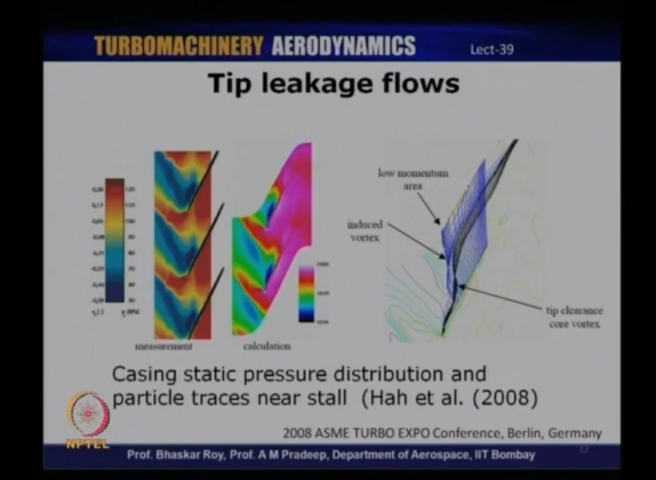 TURBOMACHINERY AERODYNAMICS Lect-39
Tip leakage flows
low momentum
area
induced
vortex
tip clearance
core vortex
measurement calculation
Casing static pressure distribution and
particle traces near stall (Hah et al. (2008)
2008 ASME TURBO EXPO Conference, Berlin, Germany
NPTEL
Prof. Bhaskar Roy, Prof. A M Pradeep, Department of Aerospace, IIT Bombay
12